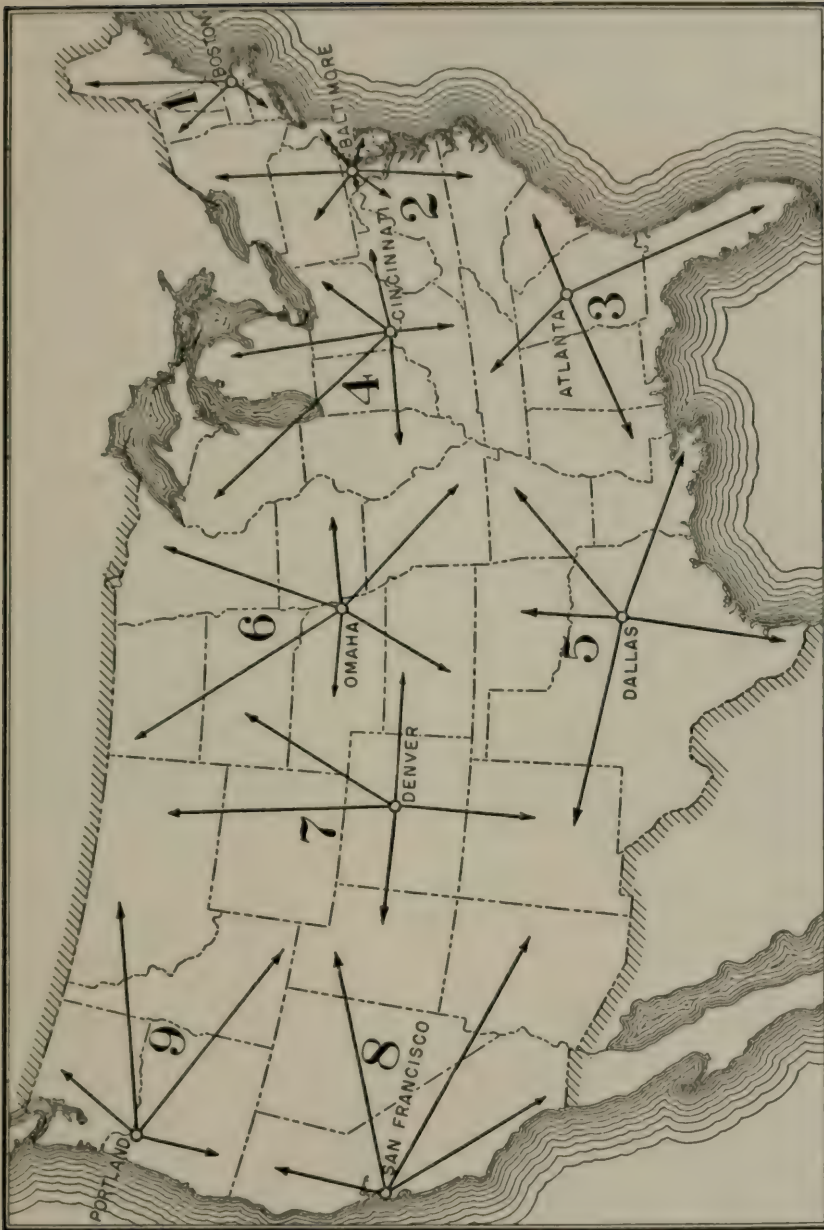 1
BOSTON
BALTIMORE
2
CINCINNATI
4
ATLANTA
3
6
OMAHA
5
DALLAS
DENVER
7
9
PORTLAND
8
SAN FRANCISCO